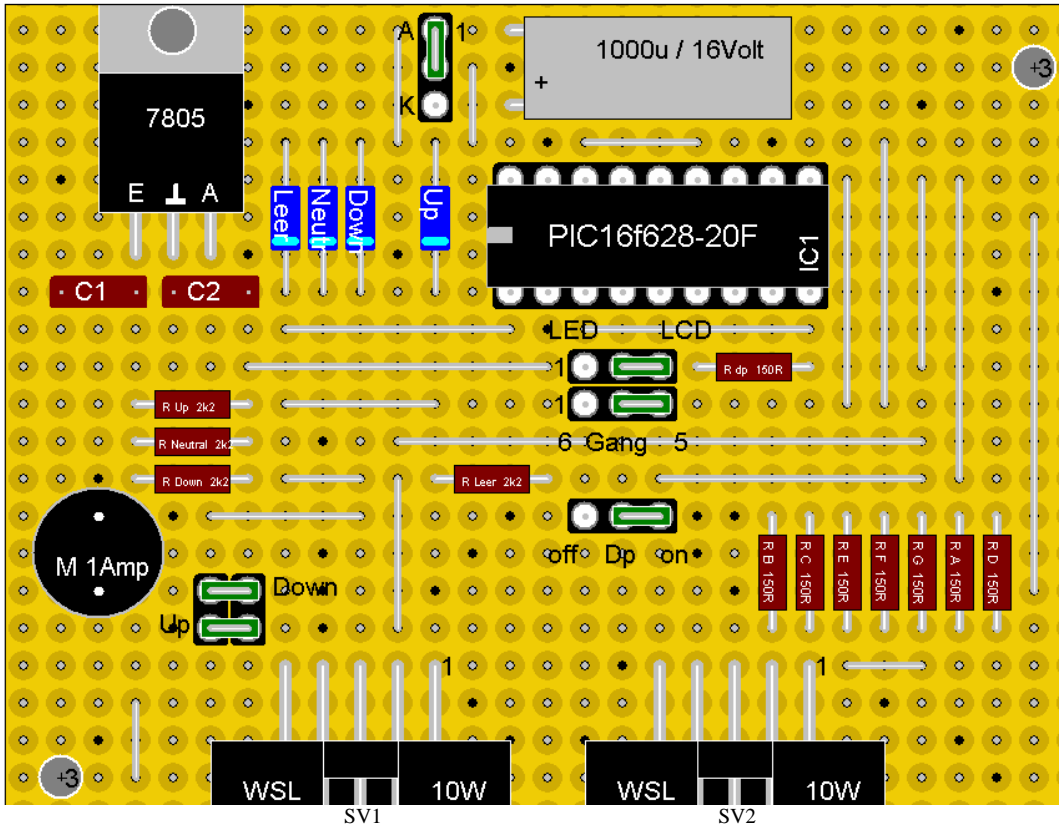 A 1
1000u / 16Volt
+
+3
K
7805
E ⊥ A
Leer
Neutr
Down
Up
PIC16f628-20F
IC1
C1
C2
LED LCD
1
R dp 150R
R Up 2k2
1
R Neutral 2k2
6 Gang 5
R Down 2k2
R Leer 2k2
off Dp on
M 1Amp
Down
Up
R B 150R
R C 150R
R E 150R
R F 150R
R G 150R
R A 150R
R D 150R
1
1
+3
WSL 10W
WSL 10W
SV1
SV2